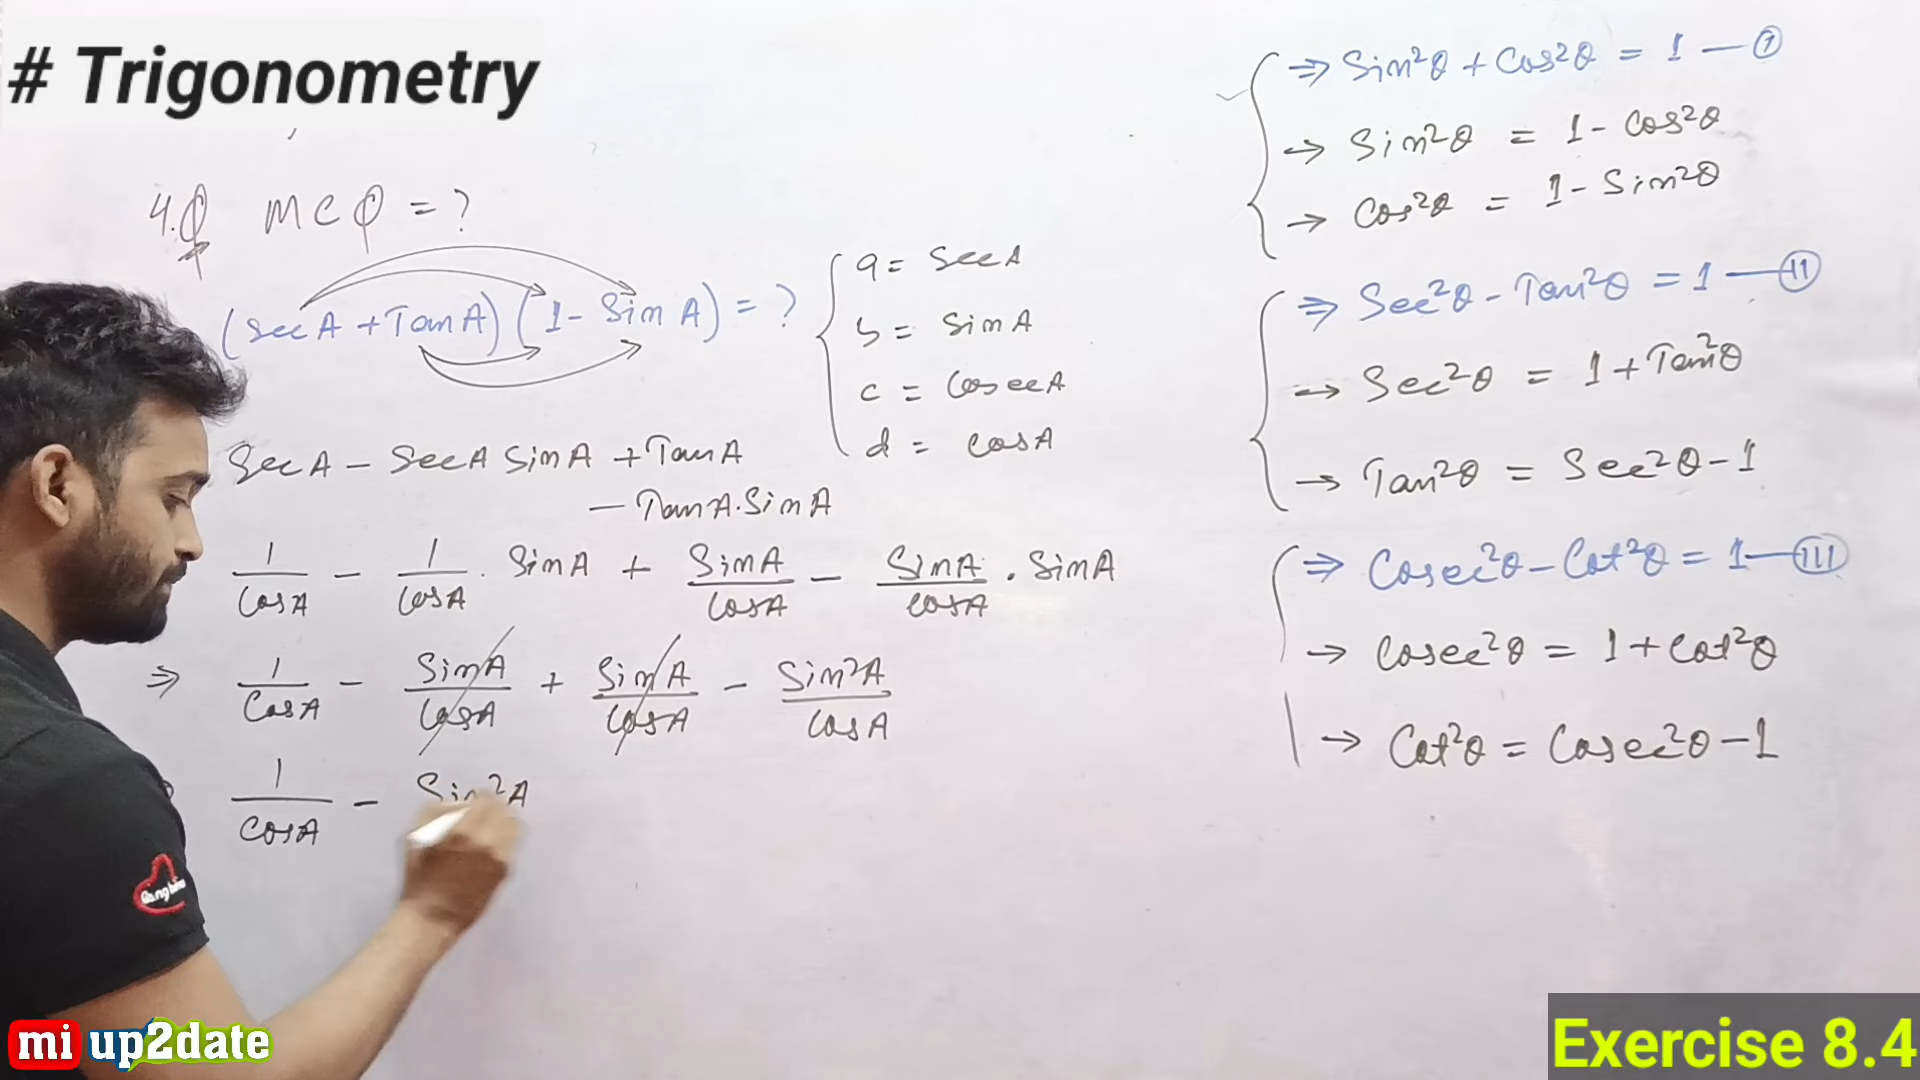 # Trigonometry
4.Q MCQ = ?
(SecA + TanA) (1 - Sin A) = ?
a = SecA
b = SinA
c = CosecA
d = CosA
SecA - SecA SinA + TanA
- TanA.SinA
1/CosA - 1/CosA . SinA + SinA/CosA - SinA/CosA . SinA
⇒ 1/CosA - SinA/CosA + SinA/CosA - Sin²A/CosA
1/CosA - Sin²A
⇒ Sin²θ + Cos²θ = 1 — I
→ Sin²θ = 1 - Cos²θ
→ Cos²θ = 1 - Sin²θ
⇒ Sec²θ - Tan²θ = 1 — II
→ Sec²θ = 1 + Tan²θ
→ Tan²θ = Sec²θ - 1
⇒ Cosec²θ - Cot²θ = 1 — III
→ Cosec²θ = 1 + Cot²θ
→ Cot²θ = Cosec²θ - 1
mi up2date
Exercise 8.4